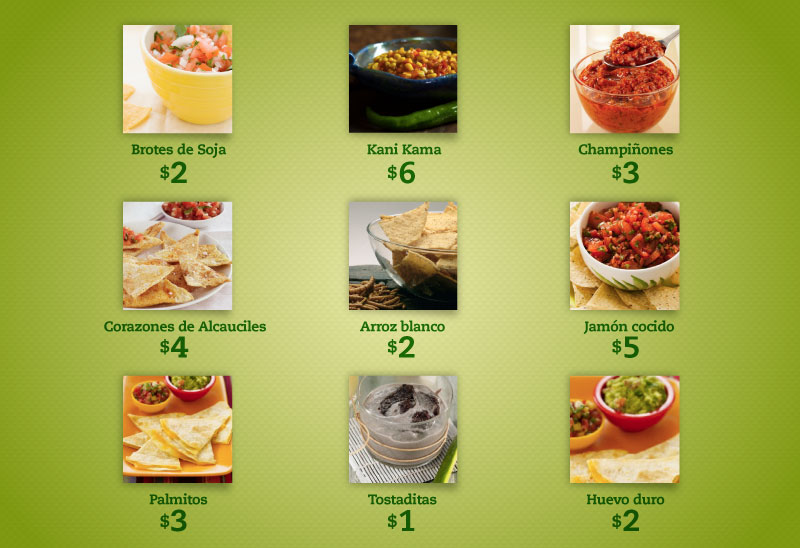 Brotes de Soja
$2
Kani Kama
$6
Champiñones
$3
Corazones de Alcauciles
$4
Arroz blanco
$2
Jamón cocido
$5
Palmitos
$3
Tostaditas
$1
Huevo duro
$2